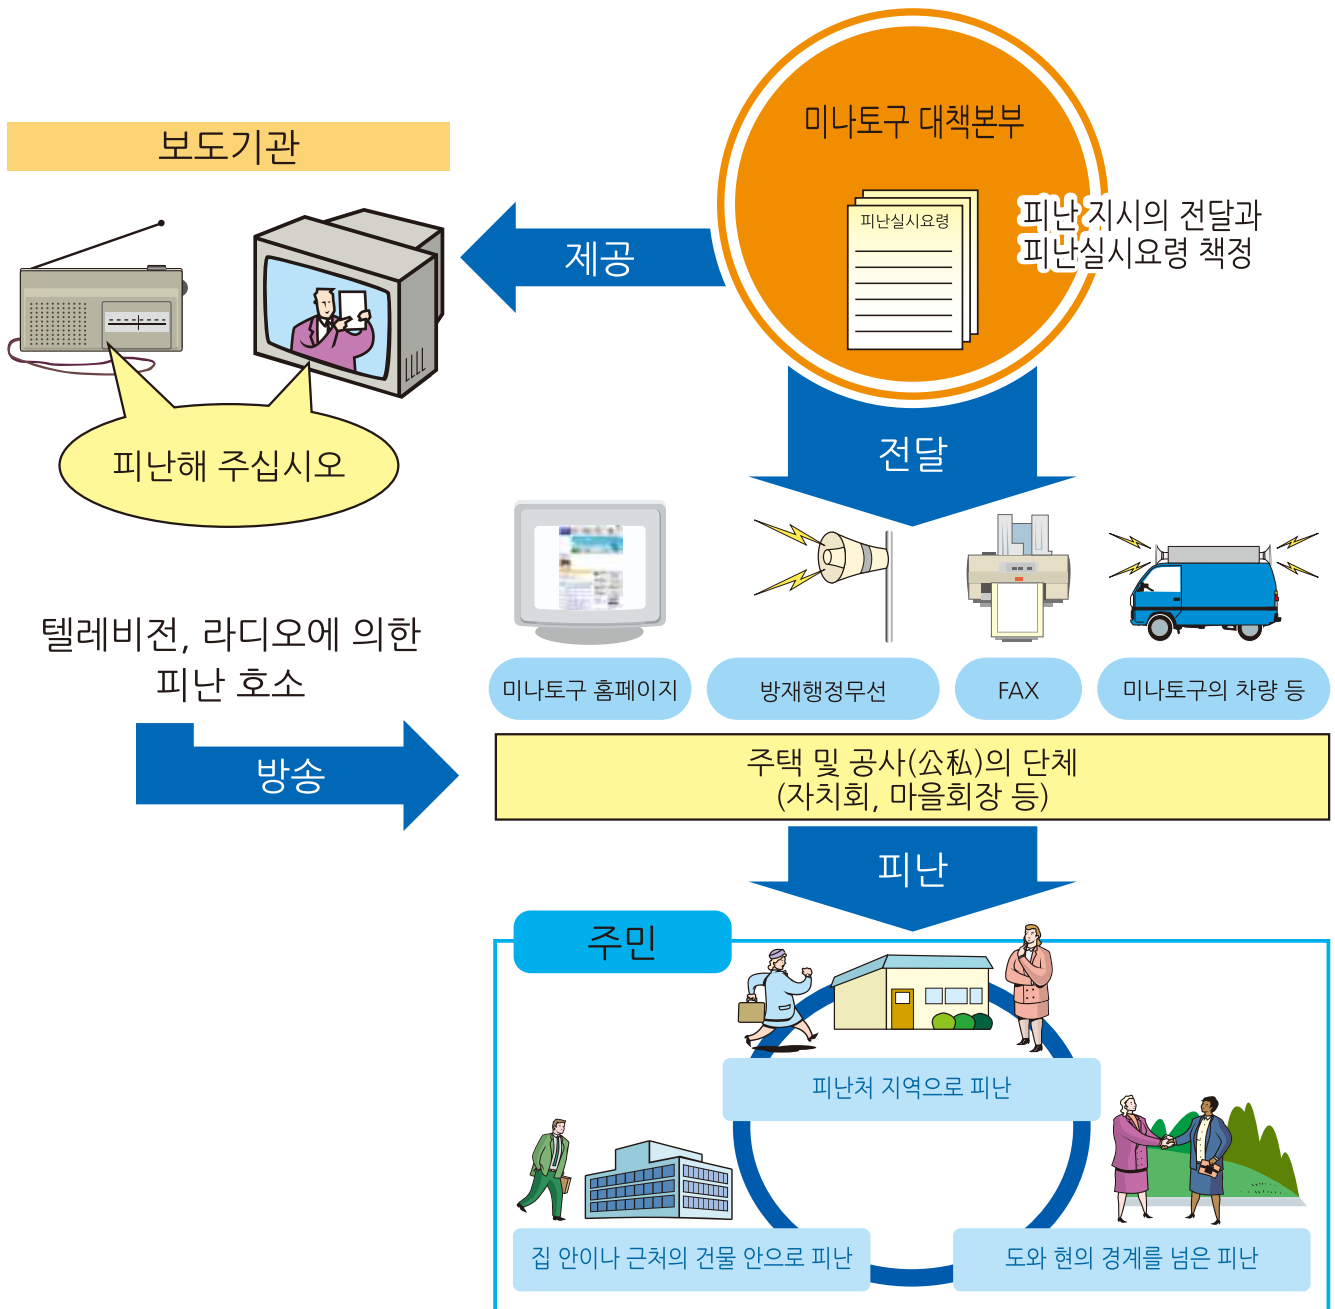 미나토구 대책본부
피난실시요령
피난 지시의 전달과
피난실시요령 책정
보도기관
제공
피난해 주십시오
전달
텔레비전, 라디오에 의한
피난 호소
방송
미나토구 홈페이지
방재행정무선
FAX
미나토구의 차량 등
주택 및 공사(公私)의 단체
(자치회, 마을회장 등)
피난
주민
피난처 지역으로 피난
집 안이나 근처의 건물 안으로 피난
도와 현의 경계를 넘은 피난